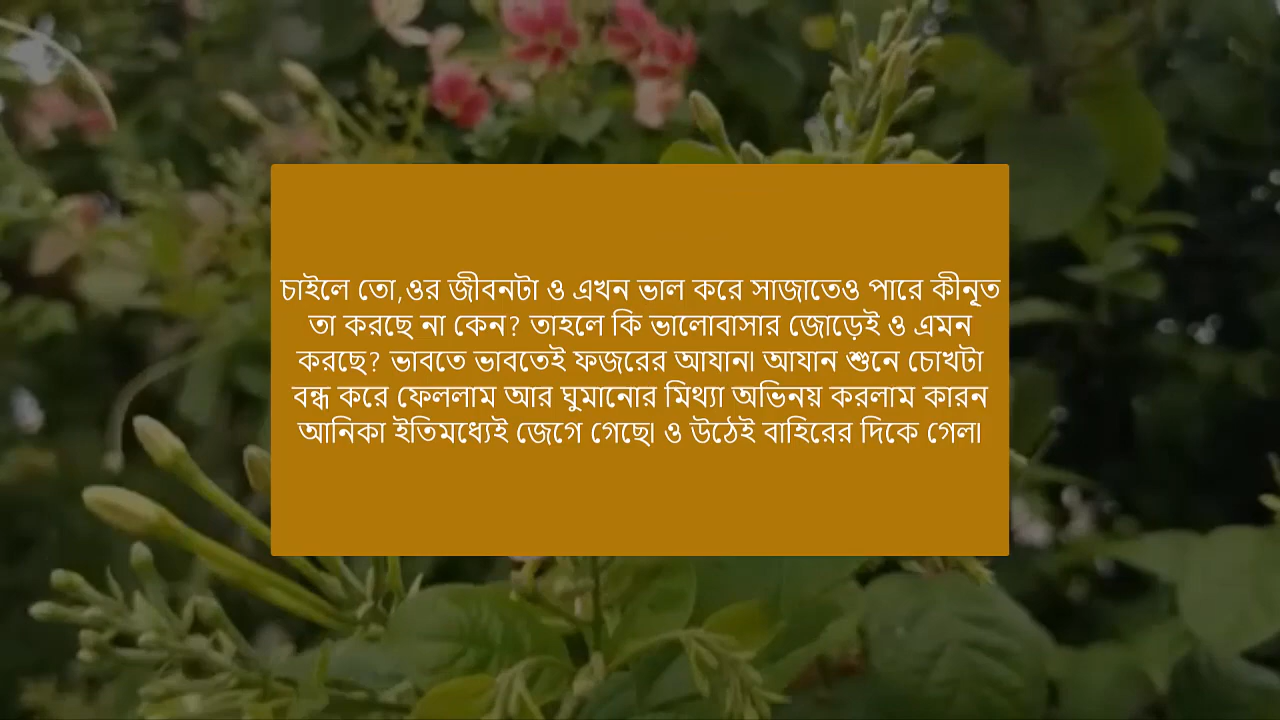 চাইলে তো,ওর জীবনটা ও এখন ভাল করে সাজাতেও পারে কীনূত
তা করছে না কেন? তাহলে কি ভালোবাসার জোড়েই ও এমন
করছে? ভাবতে ভাবতেই ফজরের আযান। আযান শুনে চোখটা
বন্ধ করে ফেললাম আর ঘুমানোর মিথ্যা অভিনয় করলাম কারন
আনিকা ইতিমধ্যেই জেগে গেছে। ও উঠেই বাহিরের দিকে গেল।